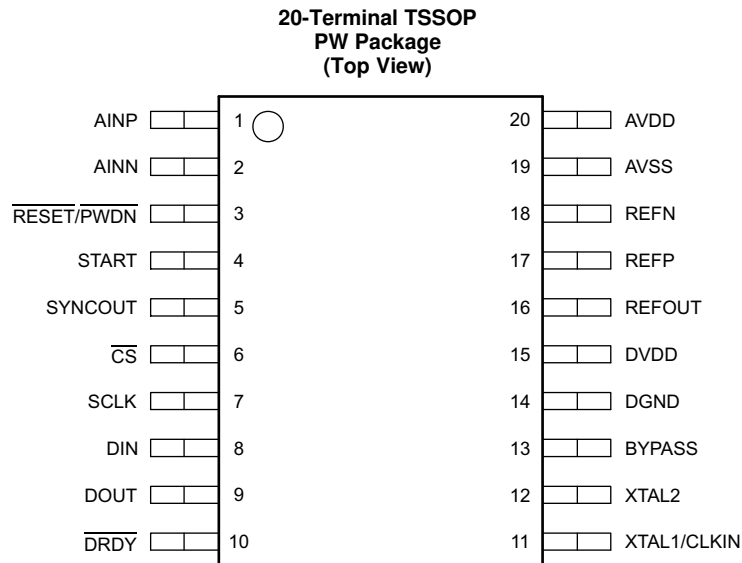 20-Terminal TSSOP
PW Package
(Top View)
AINP 1 20 AVDD
AINN 2 19 AVSS
RESET/PWDN 3 18 REFN
START 4 17 REFP
SYNCOUT 5 16 REFOUT
CS 6 15 DVDD
SCLK 7 14 DGND
DIN 8 13 BYPASS
DOUT 9 12 XTAL2
DRDY 10 11 XTAL1/CLKIN